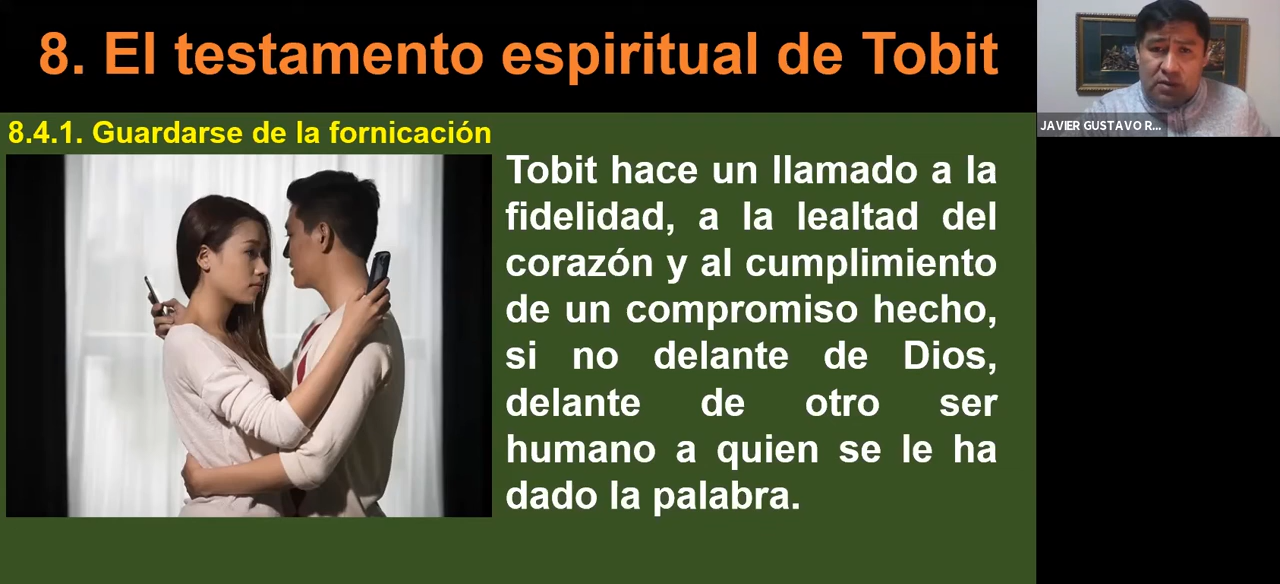 8. El testamento espiritual de Tobit
JAVIER GUSTAVO R...
8.4.1. Guardarse de la fornicación
Tobit hace un llamado a la
fidelidad, a la lealtad del
corazón y al cumplimiento
de un compromiso hecho,
si no delante de Dios,
delante de otro ser
humano a quien se le ha
dado la palabra.